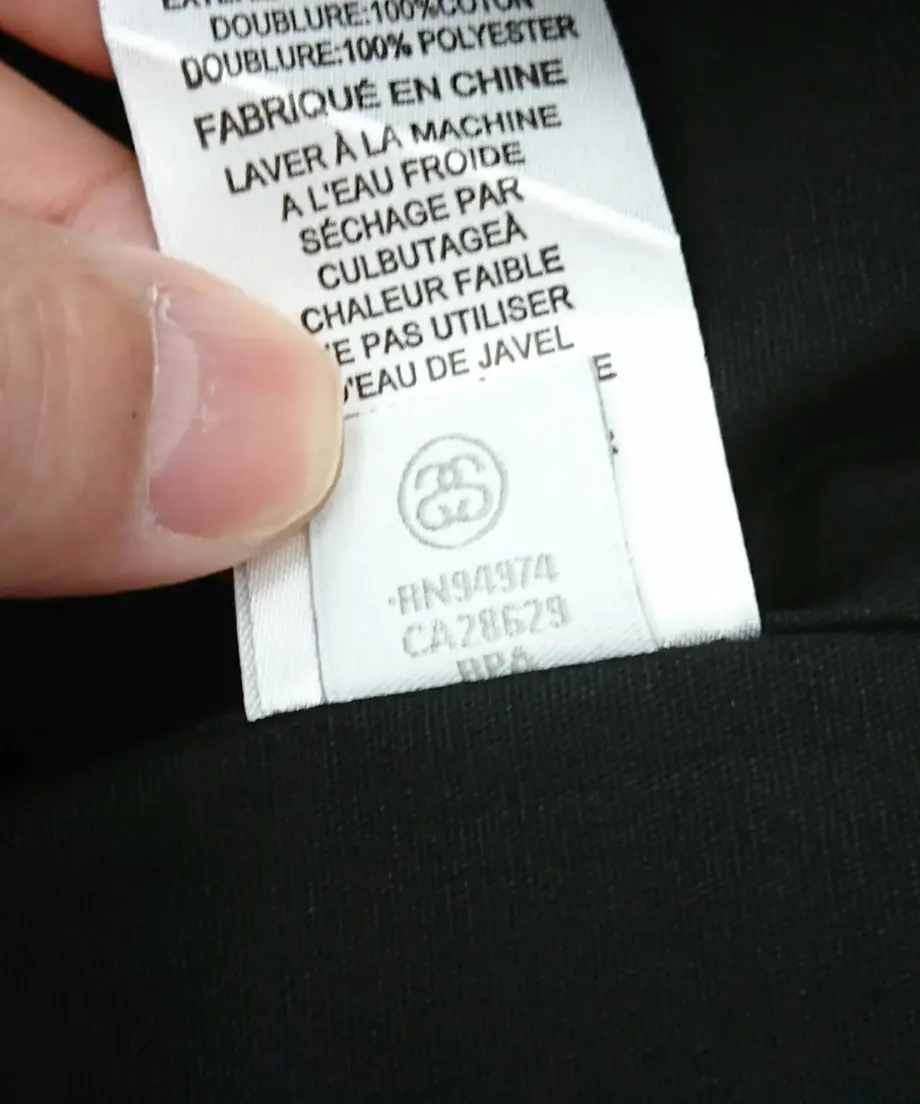 DOUBLURE:100%COTON
DOUBLURE:100% POLYESTER
FABRIQUÉ EN CHINE
LAVER À LA MACHINE
A L'EAU FROIDE
SÉCHAGE PAR
CULBUTAGEÀ
CHALEUR FAIBLE
PAS UTILISER
D'EAU DE JAVEL
RN94974
CA28629